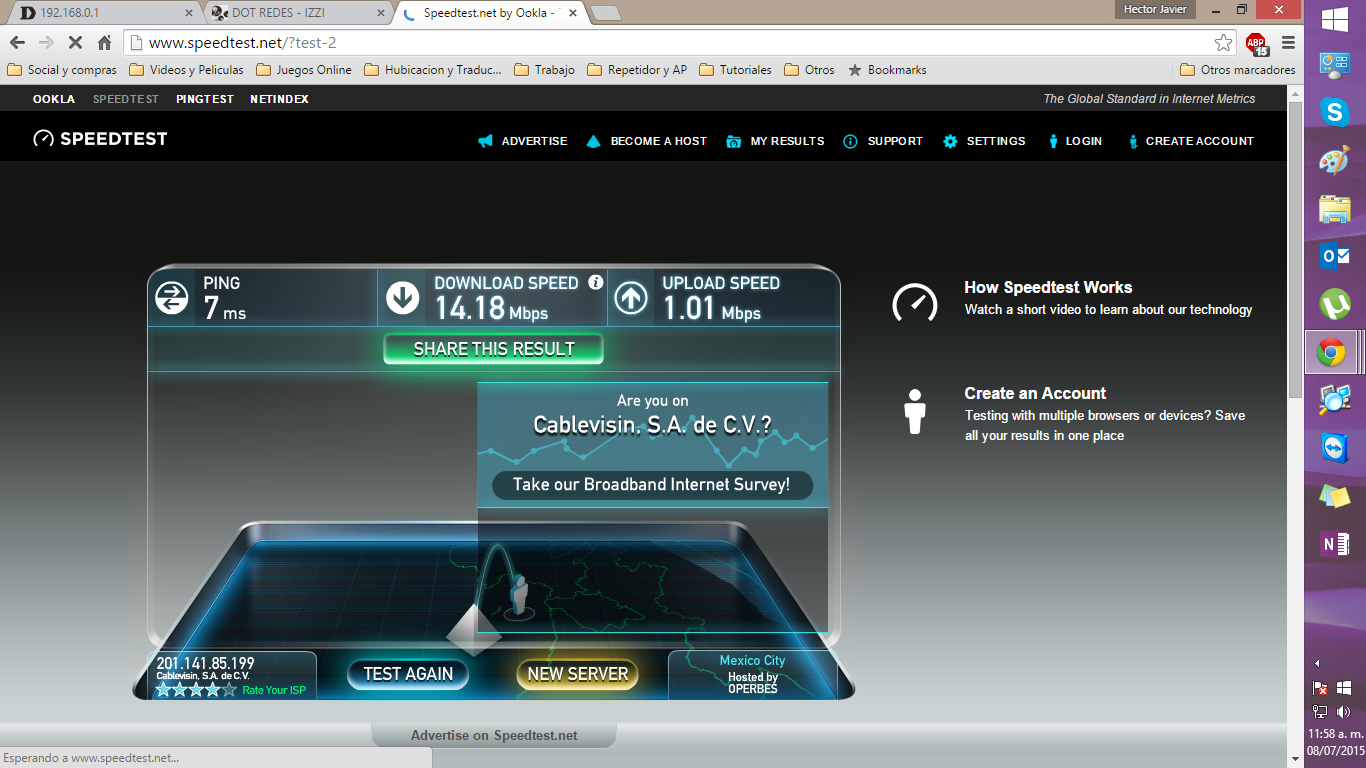 192.168.0.1
DOT REDES - IZZI
Speedtest.net by Ookla -
Hector Javier
www.speedtest.net/?test-2
ABP
15
Social y compras
Videos y Peliculas
Juegos Online
Hubicacion y Traduc...
Trabajo
Repetidor y AP
Tutoriales
Otros
Bookmarks
Otros marcadores
OOKLA
SPEEDTEST
PINGTEST
NETINDEX
The Global Standard in Internet Metrics
SPEEDTEST
ADVERTISE
BECOME A HOST
MY RESULTS
SUPPORT
SETTINGS
LOGIN
CREATE ACCOUNT
PING
7 ms
DOWNLOAD SPEED
14.18 Mbps
UPLOAD SPEED
1.01 Mbps
SHARE THIS RESULT
Are you on
Cablevisin, S.A. de C.V.?
Take our Broadband Internet Survey!
How Speedtest Works
Watch a short video to learn about our technology
Create an Account
Testing with multiple browsers or devices? Save
all your results in one place
201.141.85.199
Cablevisin, S.A. de C.V.
Rate Your ISP
TEST AGAIN
NEW SERVER
Mexico City
Hosted by
OPERBES
Advertise on Speedtest.net
Esperando a www.speedtest.net...
11:58 a. m.
08/07/2015